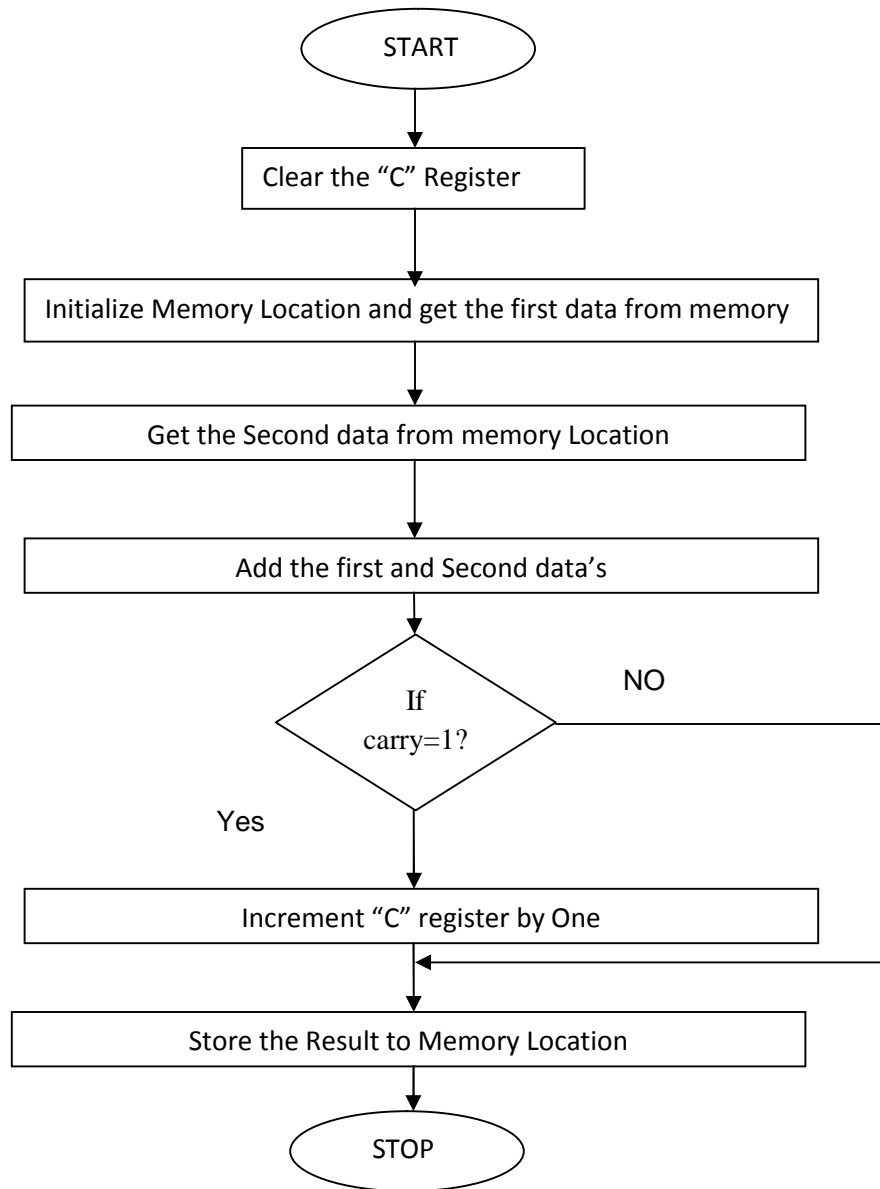 START
Clear the “C” Register
Initialize Memory Location and get the first data from memory
Get the Second data from memory Location
Add the first and Second data’s
If
carry=1?
NO
Yes
Increment “C” register by One
Store the Result to Memory Location
STOP